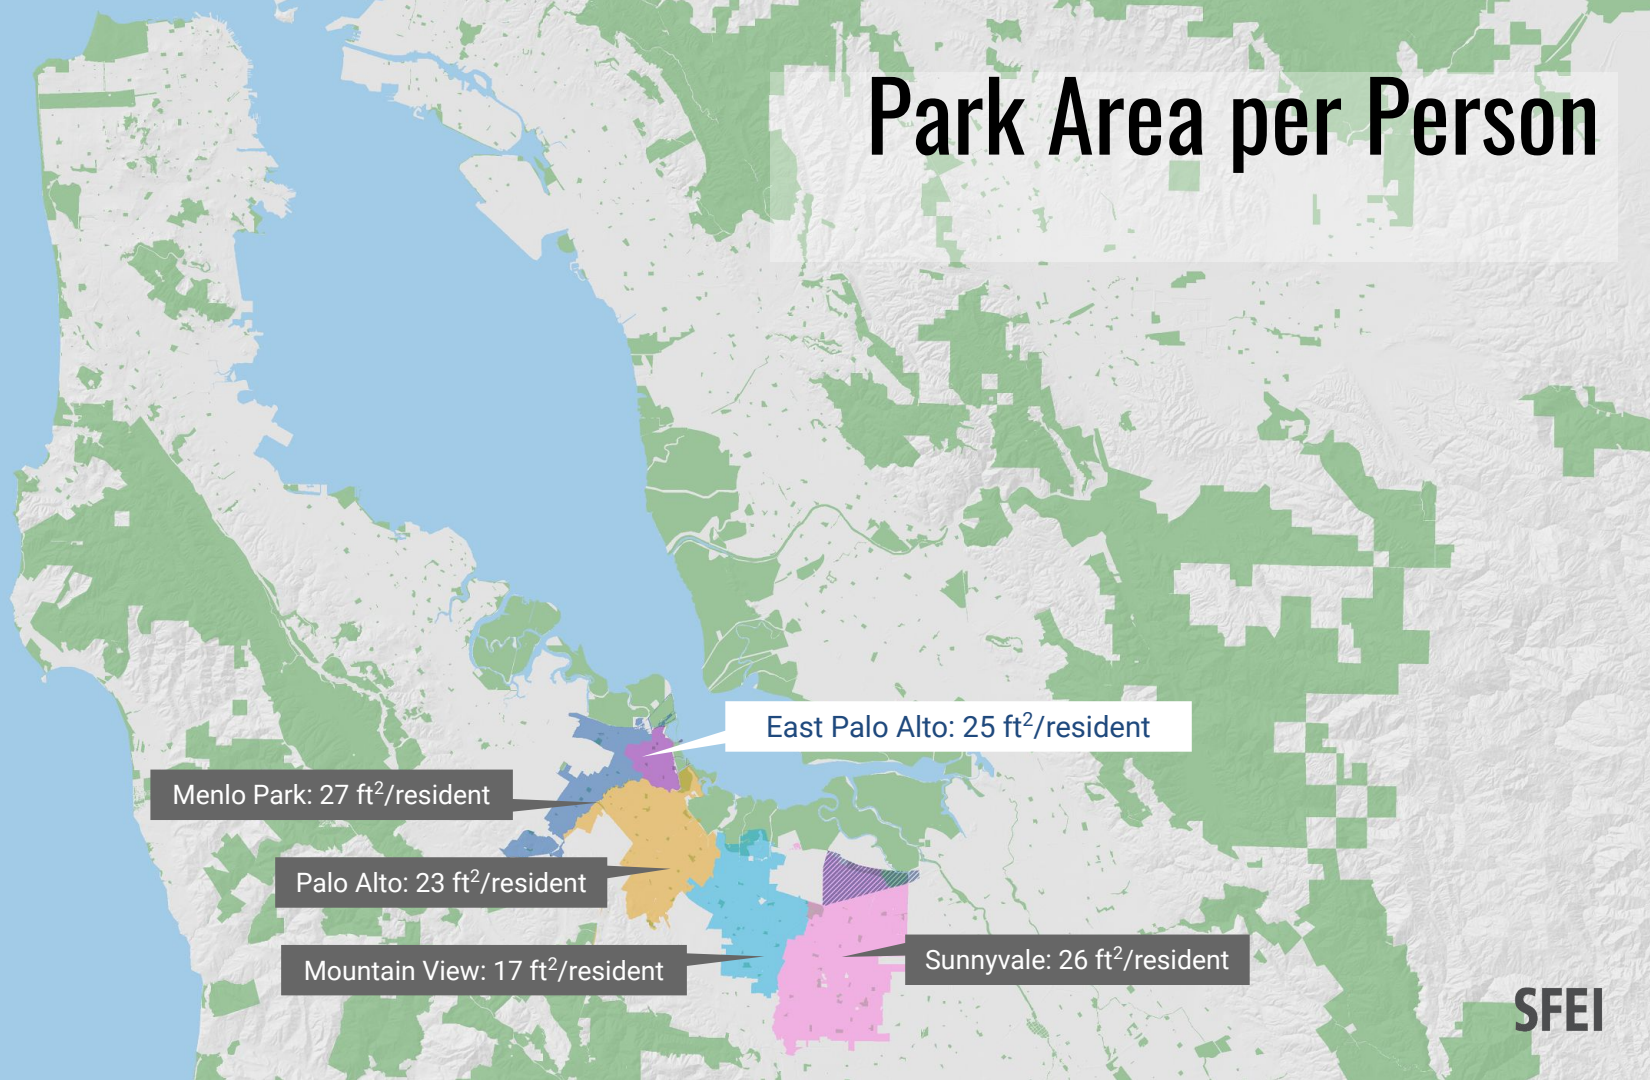 Park Area per Person
East Palo Alto: 25 ft²/resident
Menlo Park: 27 ft²/resident
Palo Alto: 23 ft²/resident
Mountain View: 17 ft²/resident
Sunnyvale: 26 ft²/resident
SFEI